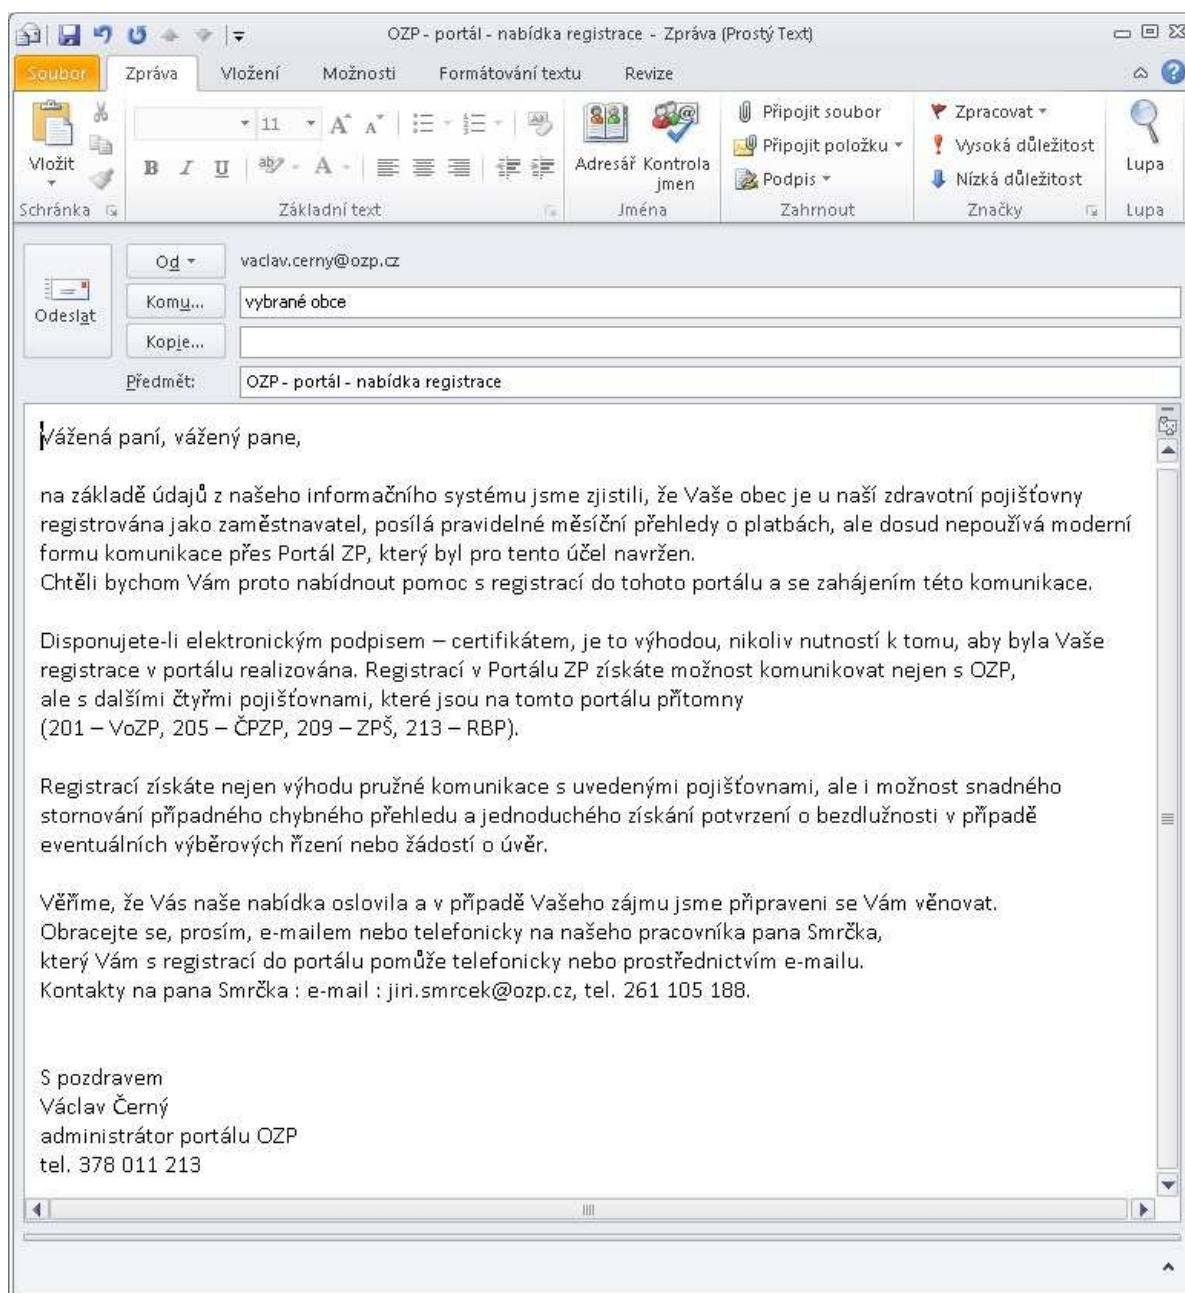 OZP - portál - nabídka registrace - Zpráva (Prostý Text)
Soubor Zpráva Vložení Možnosti Formátování textu Revize
Vložit
Schránka
11
B I U
Základní text
Adresář Kontrola jmen
Jména
Připojit soubor
Připojit položku
Podpis
Zahrnout
Zpracovat
Vysoká důležitost
Nízká důležitost
Značky
Lupa
Lupa
Odeslat
Od vaclav.cerny@ozp.cz
Komu... vybrané obce
Kopie...
Předmět: OZP - portál - nabídka registrace
Vážená paní, vážený pane,
na základě údajů z našeho informačního systému jsme zjistili, že Vaše obec je u naší zdravotní pojišťovny
registrována jako zaměstnavatel, posílá pravidelné měsíční přehledy o platbách, ale dosud nepoužívá moderní
formu komunikace přes Portál ZP, který byl pro tento účel navržen.
Chtěli bychom Vám proto nabídnout pomoc s registrací do tohoto portálu a se zahájením této komunikace.
Disponujete-li elektronickým podpisem – certifikátem, je to výhodou, nikoliv nutností k tomu, aby byla Vaše
registrace v portálu realizována. Registrací v Portálu ZP získáte možnost komunikovat nejen s OZP,
ale s dalšími čtyřmi pojišťovnami, které jsou na tomto portálu přítomny
(201 – VoZP, 205 – ČPZP, 209 – ZPŠ, 213 – RBP).
Registrací získáte nejen výhodu pružné komunikace s uvedenými pojišťovnami, ale i možnost snadného
stornování případného chybného přehledu a jednoduchého získání potvrzení o bezdlužnosti v případě
eventuálních výběrových řízení nebo žádostí o úvěr.
Věříme, že Vás naše nabídka oslovila a v případě Vašeho zájmu jsme připraveni se Vám věnovat.
Obracejte se, prosím, e-mailem nebo telefonicky na našeho pracovníka pana Smrčka,
který Vám s registrací do portálu pomůže telefonicky nebo prostřednictvím e-mailu.
Kontakty na pana Smrčka : e-mail : jiri.smrcek@ozp.cz, tel. 261 105 188.
S pozdravem
Václav Černý
administrátor portálu OZP
tel. 378 011 213